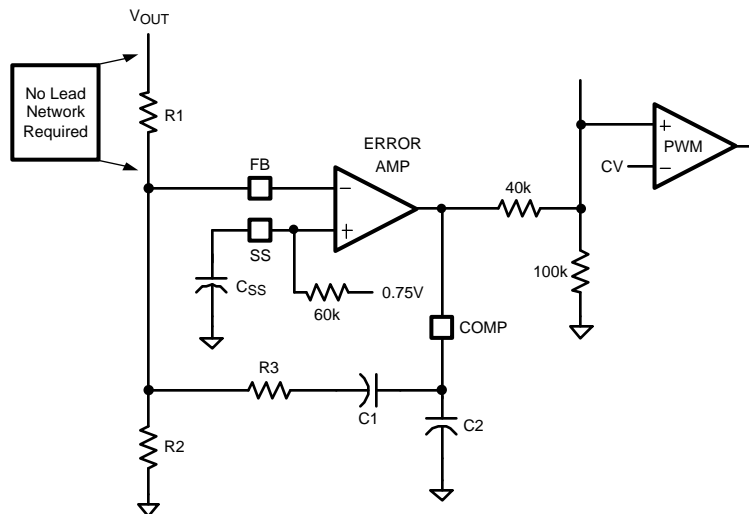 VOUT
No Lead
Network
Required
R1
FB
ERROR
AMP
−
+
SS
CSS
60k
0.75V
40k
100k
+
PWM
−
CV
COMP
R3
C1
C2
R2